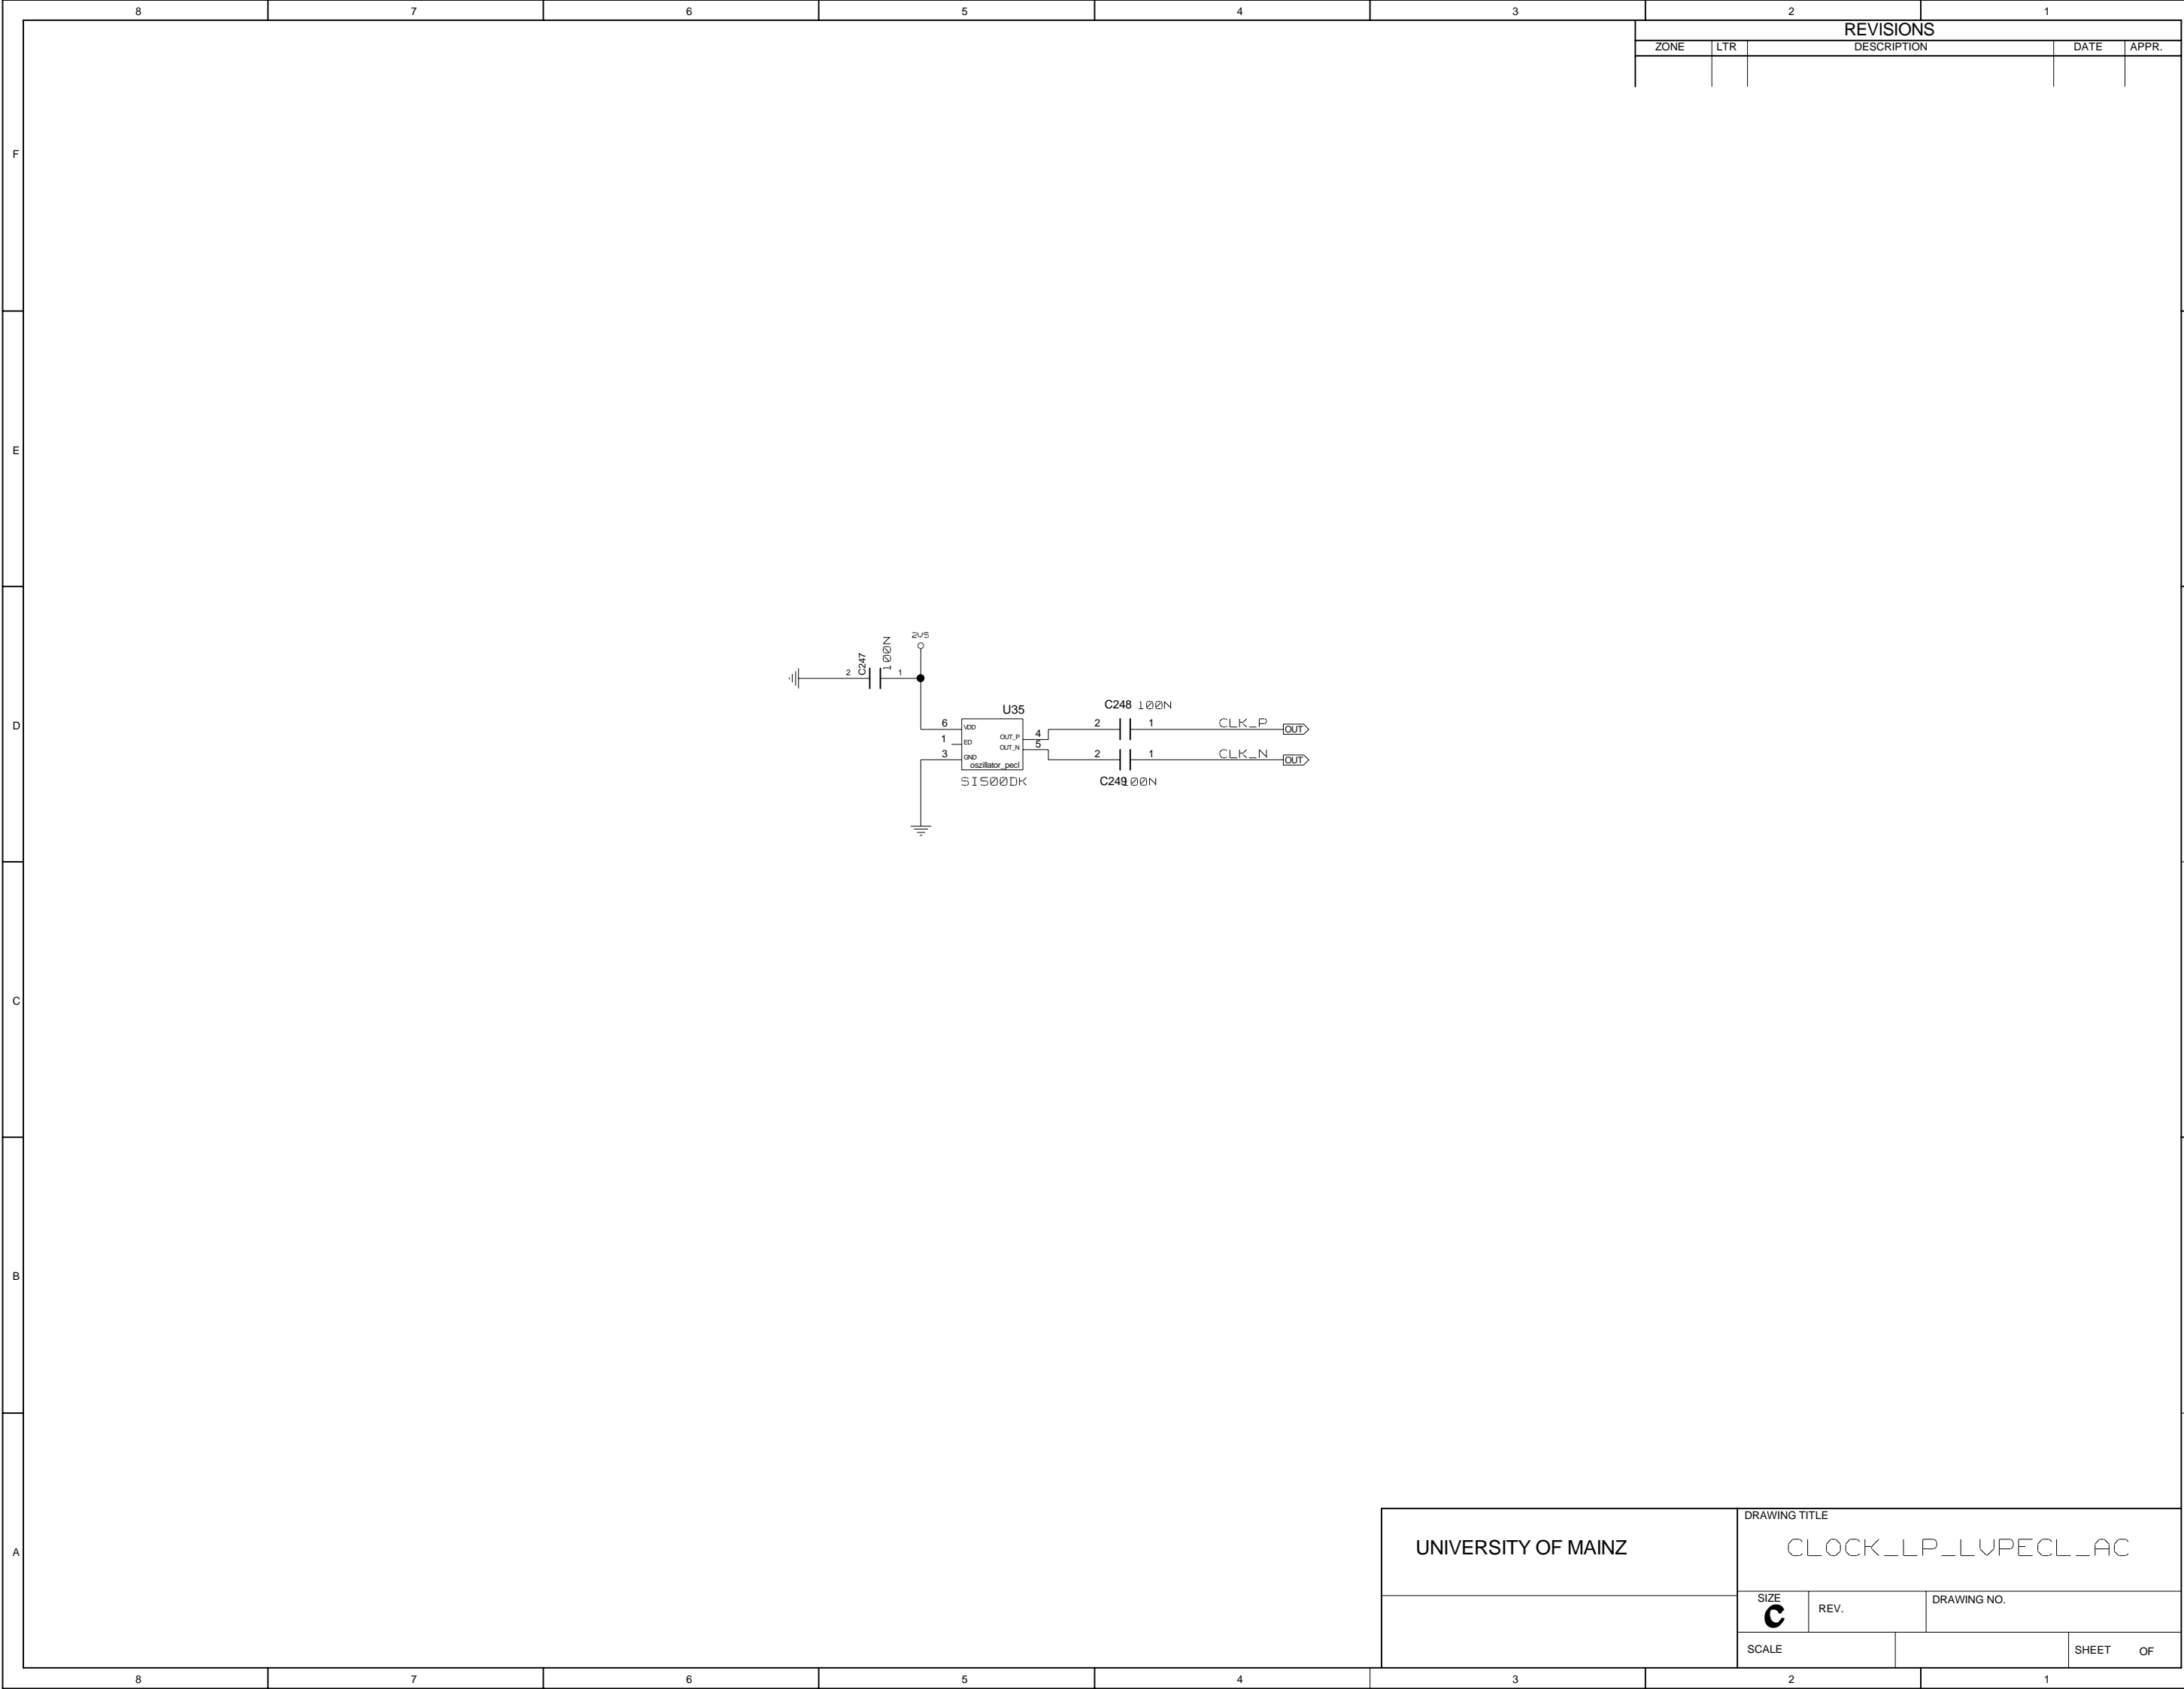 8 7 6 5 4 3 2 1
REVISIONS
ZONE LTR DESCRIPTION DATE APPR.
F
E
D
C
B
A
2V5
C247
100N
2 1
U35
6 VDD
1 ED
3 GND
OUT_P 4
OUT_N 5
oszillator_pecl
SI500DK
C248 100N
2 1 CLK_P OUT
2 1 CLK_N OUT
C249 100N
UNIVERSITY OF MAINZ
DRAWING TITLE
CLOCK_LP_LVPECL_AC
SIZE
C
REV.
DRAWING NO.
SCALE
SHEET OF
8 7 6 5 4 3 2 1